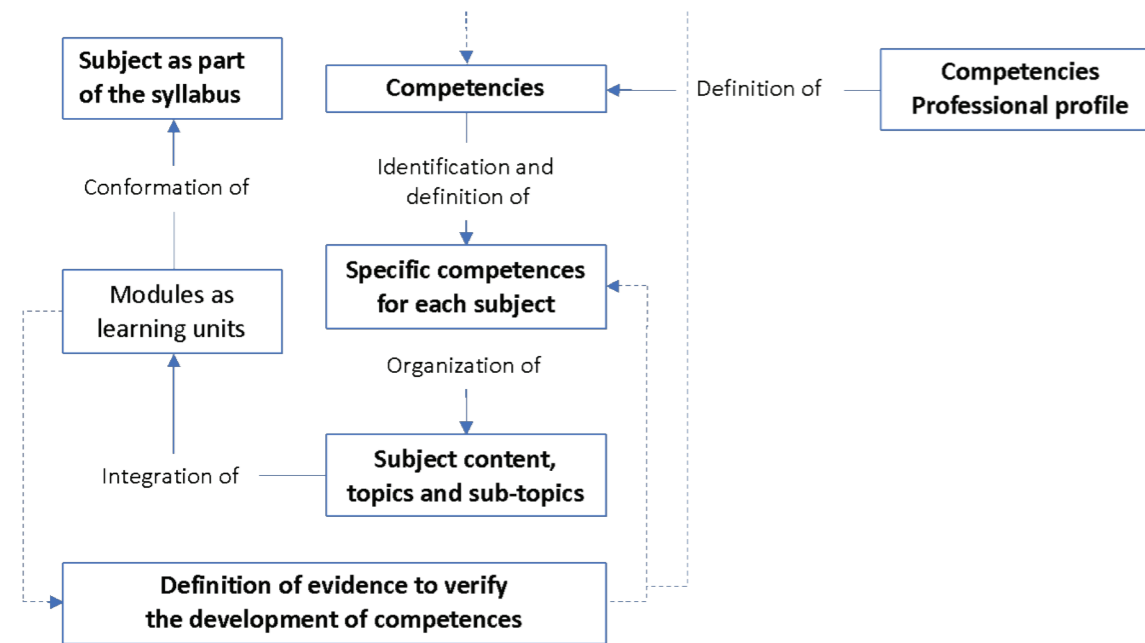 Subject as part
of the syllabus
Competencies
Definition of
Competencies
Professional profile
Conformation of
Identification and
definition of
Modules as
learning units
Specific competences
for each subject
Organization of
Integration of
Subject content,
topics and sub-topics
Definition of evidence to verify
the development of competences